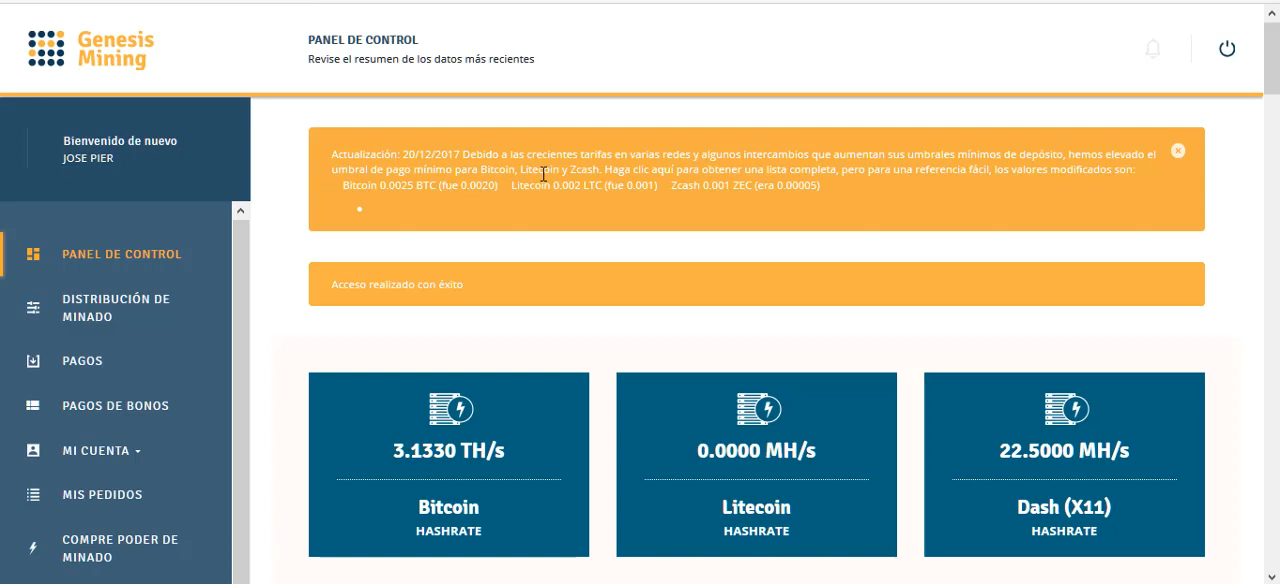 Genesis
Mining
PANEL DE CONTROL
Revise el resumen de los datos más recientes
Bienvenido de nuevo
JOSE PIER
PANEL DE CONTROL
DISTRIBUCIÓN DE
MINADO
PAGOS
PAGOS DE BONOS
MI CUENTA
MIS PEDIDOS
COMPRE PODER DE
MINADO
Actualización: 20/12/2017 Debido a las crecientes tarifas en varias redes y algunos intercambios que aumentan sus umbrales mínimos de depósito, hemos elevado el
umbral de pago mínimo para Bitcoin, Litecoin y Zcash. Haga clic aquí para obtener una lista completa, pero para una referencia fácil, los valores modificados son:
Bitcoin 0.0025 BTC (fue 0.0020) Litecoin 0.002 LTC (fue 0.001) Zcash 0.001 ZEC (era 0.00005)
Acceso realizado con éxito
3.1330 TH/s
Bitcoin
HASHRATE
0.0000 MH/s
Litecoin
HASHRATE
22.5000 MH/s
Dash (X11)
HASHRATE